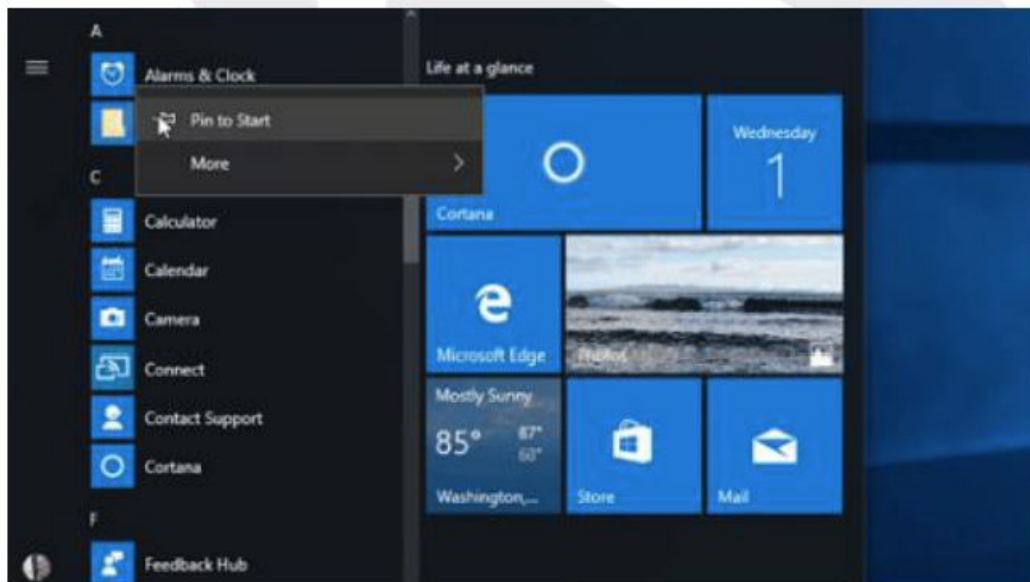 A
Alarms & Clock
Pin to Start
More
C
Calculator
Calendar
Camera
Connect
Contact Support
Cortana
F
Feedback Hub
Life at a glance
Cortana
Wednesday
1
Microsoft Edge
Photos
Mostly Sunny
85° 87°
60°
Washington,...
Store
Mail